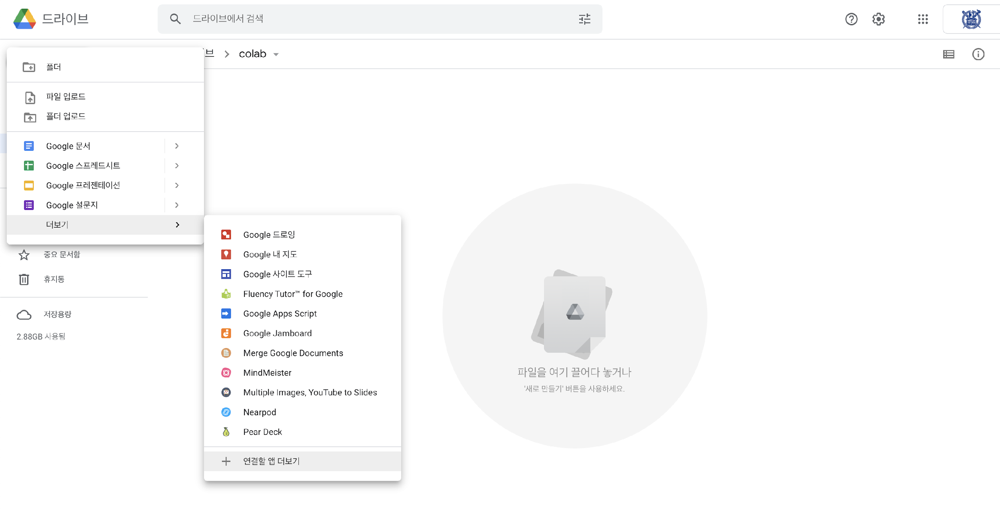 드라이브
드라이브에서 검색
브 > colab
폴더
파일 업로드
폴더 업로드
Google 문서
Google 스프레드시트
Google 프레젠테이션
Google 설문지
더보기
Google 드로잉
Google 내 지도
Google 사이트 도구
Fluency Tutor™ for Google
Google Apps Script
Google Jamboard
Merge Google Documents
MindMeister
Multiple Images, YouTube to Slides
Nearpod
Pear Deck
연결할 앱 더보기
중요 문서함
휴지통
저장용량
2.88GB 사용됨
파일을 여기 끌어다 놓거나
'새로 만들기' 버튼을 사용하세요.